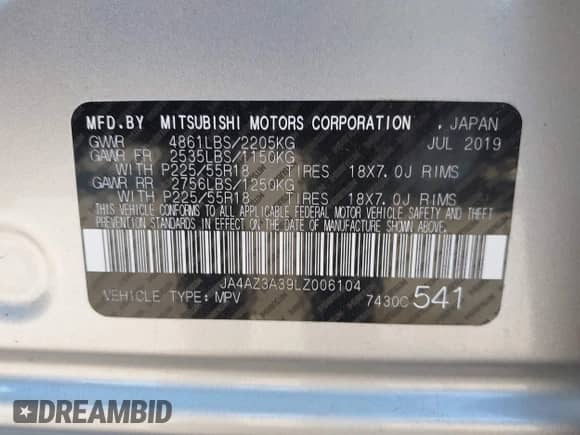 MFD.BY MITSUBISHI MOTORS CORPORATION , JAPAN
GVWR 4861LBS/2205KG JUL 2019
GAWR FR 2535LBS/1150KG
WITH P225/55R18 TIRES 18X7.0J RIMS
GAWR RR 2756LBS/1250KG
WITH P225/55R18 TIRES 18X7.0J RIMS
THIS VEHICLE CONFORMS TO ALL APPLICABLE FEDERAL MOTOR VEHICLE SAFETY AND THEFT
PREVENTION STANDARDS IN EFFECT ON THE DATE OF MANUFACTURE SHOWN ABOVE.
JA4AZ3A39LZ006104
VEHICLE TYPE: MPV 7430C 541
DREAMBID